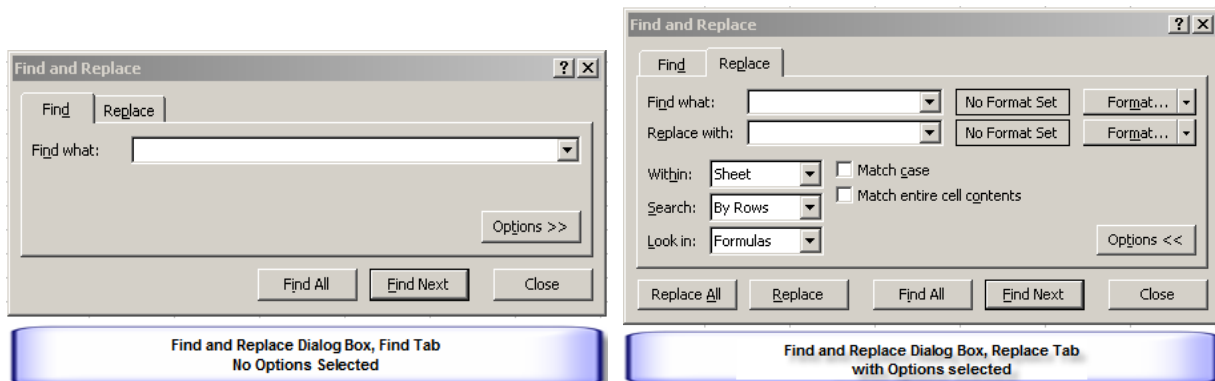 Find and Replace
? X
Find Replace
Find what:
Options >>
Find All Find Next Close
Find and Replace Dialog Box, Find Tab
No Options Selected
Find and Replace
? X
Find Replace
Find what: No Format Set Format...
Replace with: No Format Set Format...
Within: Sheet Match case
Search: By Rows Match entire cell contents
Look in: Formulas Options <<
Replace All Replace Find All Find Next Close
Find and Replace Dialog Box, Replace Tab
with Options selected